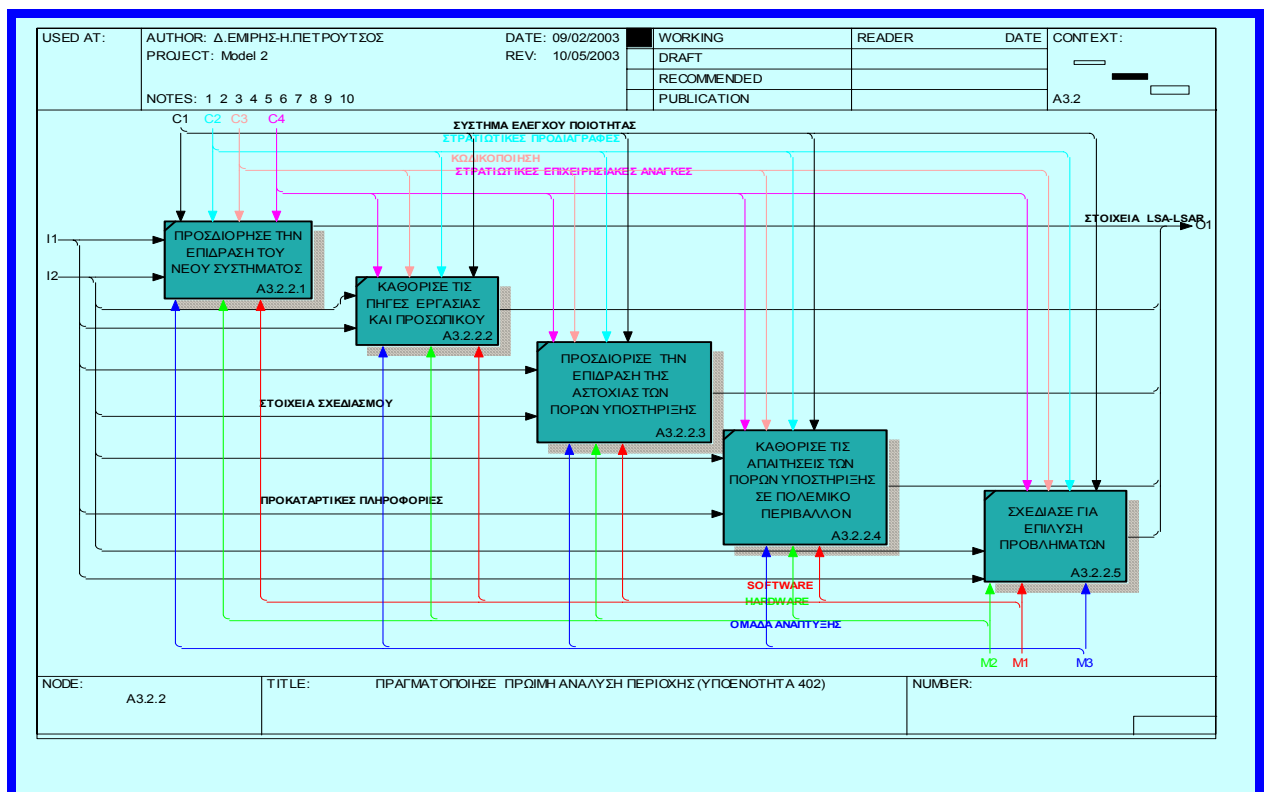 USED AT:
AUTHOR: Δ.ΕΜΙΡΗΣ-Η.ΠΕΤΡΟΥΤΣΟΣ
DATE: 09/02/2003
WORKING
READER
DATE
CONTEXT:
PROJECT: Model 2
REV: 10/05/2003
DRAFT
RECOMMENDED
NOTES: 1 2 3 4 5 6 7 8 9 10
PUBLICATION
A3.2
C1
C2
C3
C4
ΣΥΣΤΗΜΑ ΕΛΕΓΧΟΥ ΠΟΙΟΤΗΤΑΣ
ΣΤΡΑΤΙΩΤΙΚΕΣ ΠΡΟΔΙΑΓΡΑΦΕΣ
ΚΩΔΙΚΟΠΟΙΗΣΗ
ΣΤΡΑΤΙΩΤΙΚΕΣ ΕΠΙΧΕΙΡΗΣΙΑΚΕΣ ΑΝΑΓΚΕΣ
ΣΤΟΙΧΕΙΑ LSA-LSAR
O1
I1
I2
ΠΡΟΣΔΙΟΡΗΣΕ ΤΗΝ
ΕΠΙΔΡΑΣΗ ΤΟΥ
ΝΕΟΥ ΣΥΣΤΗΜΑΤΟΣ
A3.2.2.1
ΚΑΘΟΡΙΣΕ ΤΙΣ
ΠΗΓΕΣ ΕΡΓΑΣΙΑΣ
ΚΑΙ ΠΡΟΣΩΠΙΚΟΥ
A3.2.2.2
ΠΡΟΣΔΙΟΡΙΣΕ ΤΗΝ
ΕΠΙΔΡΑΣΗ ΤΗΣ
ΑΣΤΟΧΙΑΣ ΤΩΝ
ΠΟΡΩΝ ΥΠΟΣΤΗΡΙΞΗΣ
A3.2.2.3
ΣΤΟΙΧΕΙΑ ΣΧΕΔΙΑΣΜΟΥ
ΚΑΘΟΡΙΣΕ ΤΙΣ
ΑΠΑΙΤΗΣΕΙΣ ΤΩΝ
ΠΟΡΩΝ ΥΠΟΣΤΗΡΙΞΗΣ
ΣΕ ΠΟΛΕΜΙΚΟ
ΠΕΡΙΒΑΛΛΟΝ
A3.2.2.4
ΠΡΟΚΑΤΑΡΤΙΚΕΣ ΠΛΗΡΟΦΟΡΙΕΣ
ΣΧΕΔΙΑΣΕ ΓΙΑ
ΕΠΙΛΥΣΗ
ΠΡΟΒΛΗΜΑΤΩΝ
A3.2.2.5
SOFTWARE
HARDWARE
ΟΜΑΔΑ ΑΝΑΠΤΥΞΗΣ
M2
M1
M3
NODE:
A3.2.2
TITLE:
ΠΡΑΓΜΑΤΟΠΟΙΗΣΕ ΠΡΩΙΜΗ ΑΝΑΛΥΣΗ ΠΕΡΙΟΧΗΣ (ΥΠΟΕΝΟΤΗΤΑ 402)
NUMBER: